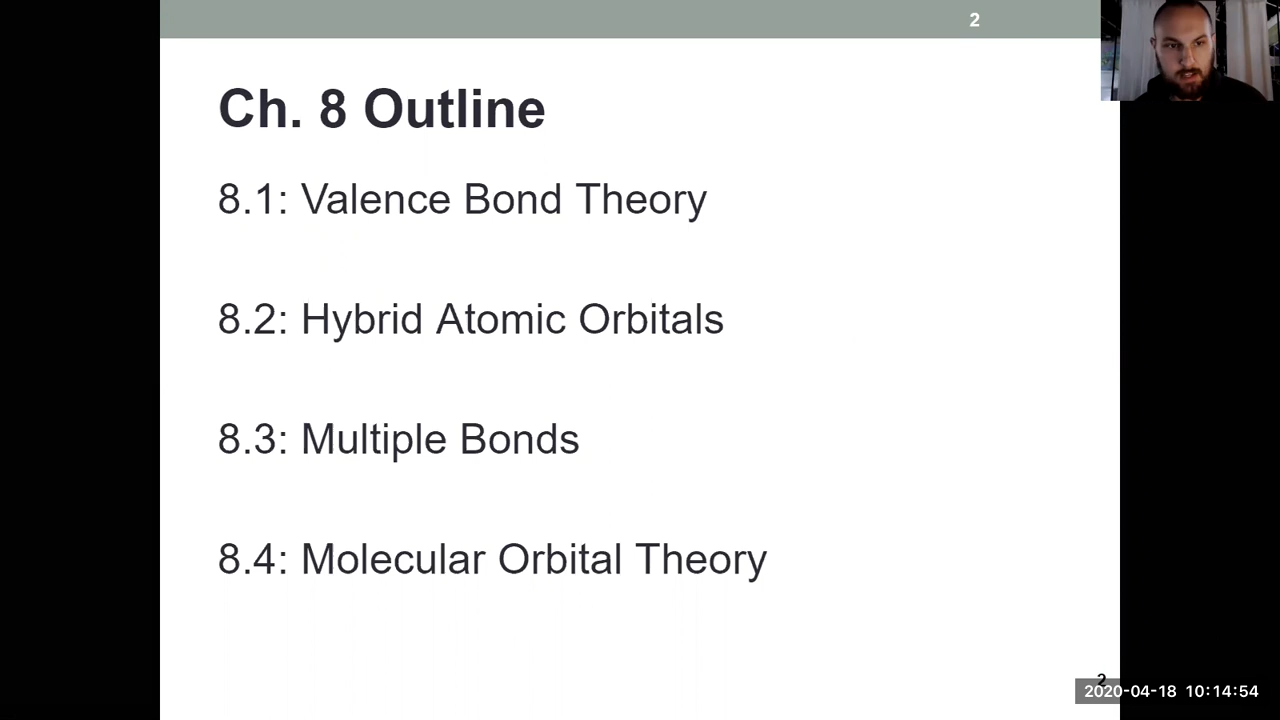 2
Ch. 8 Outline
8.1: Valence Bond Theory
8.2: Hybrid Atomic Orbitals
8.3: Multiple Bonds
8.4: Molecular Orbital Theory
2
2020-04-18 10:14:54